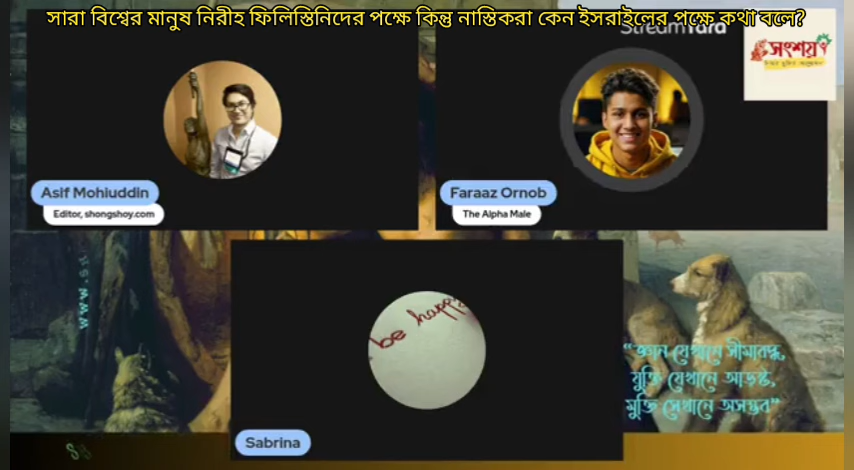 সারা বিশ্বের মানুষ নিরীহ ফিলিস্তিনিদের পক্ষে কিন্তু নাস্তিকরা কেন ইসরাইলের পক্ষে কথা বলে?
StreamYard
সংশয়
Asif Mohiuddin
Editor, shongshoy.com
Faraaz Ornob
The Alpha Male
www.s
be happy
"জ্ঞান যেখানে সীমাবদ্ধ,
যুক্তি যেখানে আড়ষ্ট,
মুক্তি সেখানে অসম্ভব"
Sabrina